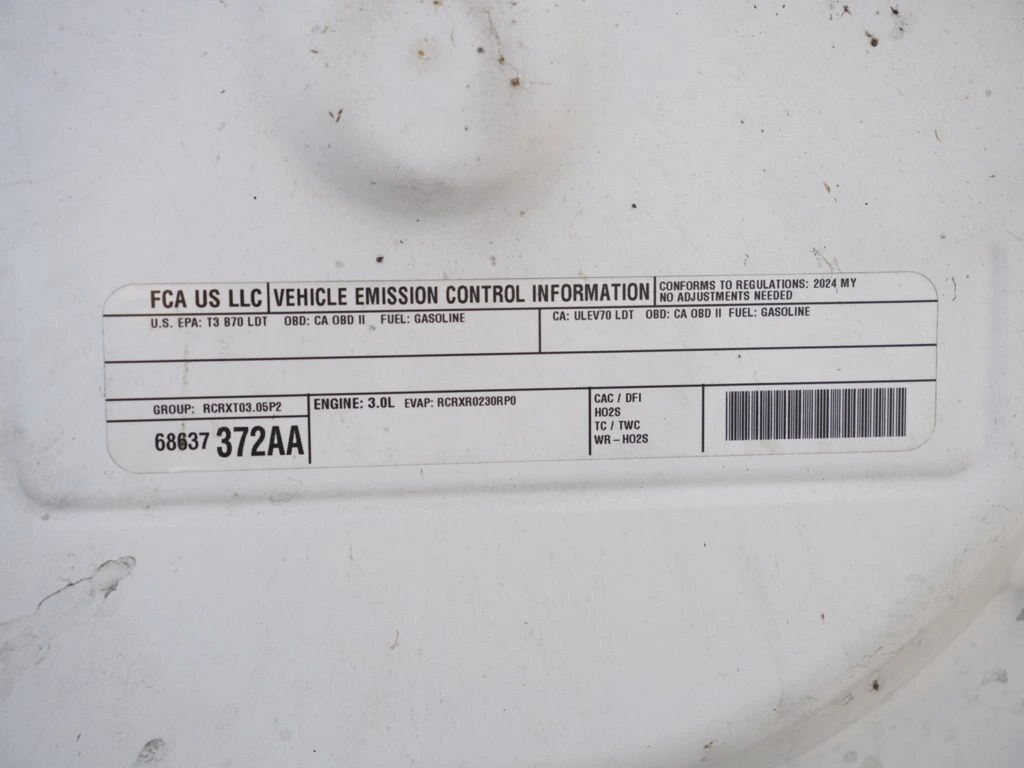 FCA US LLC VEHICLE EMISSION CONTROL INFORMATION
CONFORMS TO REGULATIONS: 2024 MY
NO ADJUSTMENTS NEEDED
U.S. EPA: T3 B70 LDT OBD: CA OBD II FUEL: GASOLINE
CA: ULEV70 LDT OBD: CA OBD II FUEL: GASOLINE
GROUP: RCRXT03.05P2
68637 372AA
ENGINE: 3.0L EVAP: RCRXR0230RP0
CAC / DFI
HO2S
TC / TWC
WR-HO2S